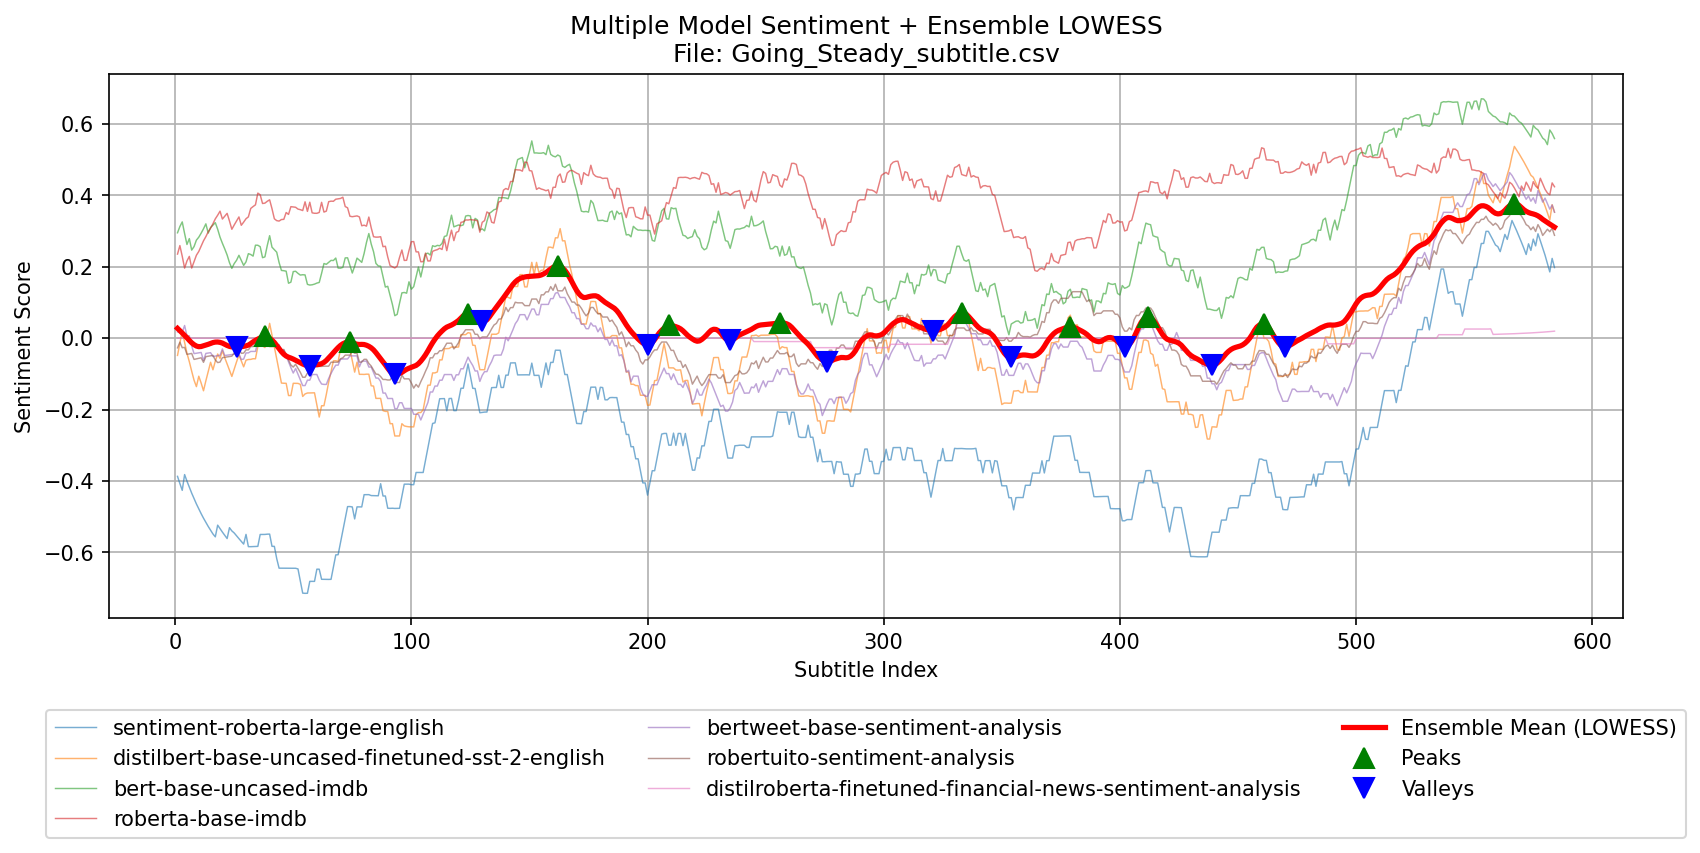 Multiple Model Sentiment + Ensemble LOWESS
File: Going_Steady_subtitle.csv
Sentiment Score
0.6
0.4
0.2
0.0
−0.2
−0.4
−0.6
0 100 200 300 400 500 600
Subtitle Index
sentiment-roberta-large-english
distilbert-base-uncased-finetuned-sst-2-english
bert-base-uncased-imdb
roberta-base-imdb
bertweet-base-sentiment-analysis
robertuito-sentiment-analysis
distilroberta-finetuned-financial-news-sentiment-analysis
Ensemble Mean (LOWESS)
Peaks
Valleys